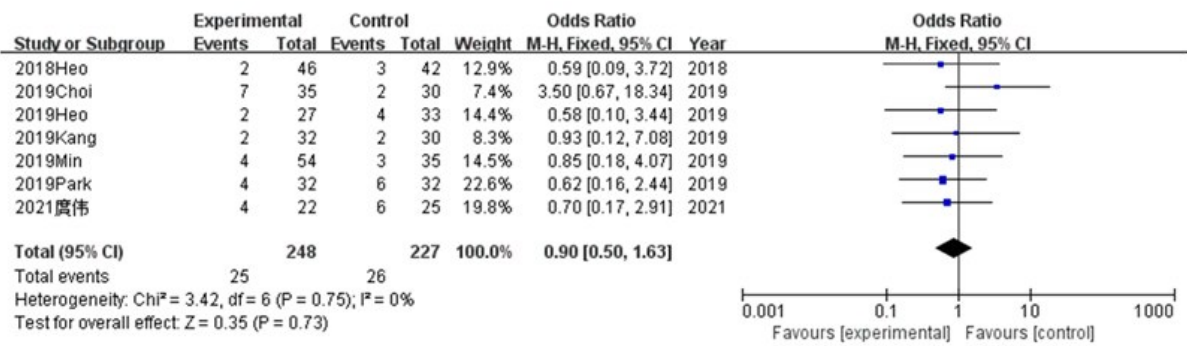 Experimental Control Odds Ratio Odds Ratio
Study or Subgroup Events Total Events Total Weight M-H, Fixed, 95% CI Year M-H, Fixed, 95% CI
2018Heo 2 46 3 42 12.9% 0.59 [0.09, 3.72] 2018
2019Choi 7 35 2 30 7.4% 3.50 [0.67, 18.34] 2019
2019Heo 2 27 4 33 14.4% 0.58 [0.10, 3.44] 2019
2019Kang 2 32 2 30 8.3% 0.93 [0.12, 7.08] 2019
2019Min 4 54 3 35 14.5% 0.85 [0.18, 4.07] 2019
2019Park 4 32 6 32 22.6% 0.62 [0.16, 2.44] 2019
2021庹伟 4 22 6 25 19.8% 0.70 [0.17, 2.91] 2021
Total (95% CI) 248 227 100.0% 0.90 [0.50, 1.63]
Total events 25 26
Heterogeneity: Chi² = 3.42, df = 6 (P = 0.75); I² = 0%
Test for overall effect: Z = 0.35 (P = 0.73)
0.001 0.1 1 10 1000
Favours [experimental] Favours [control]